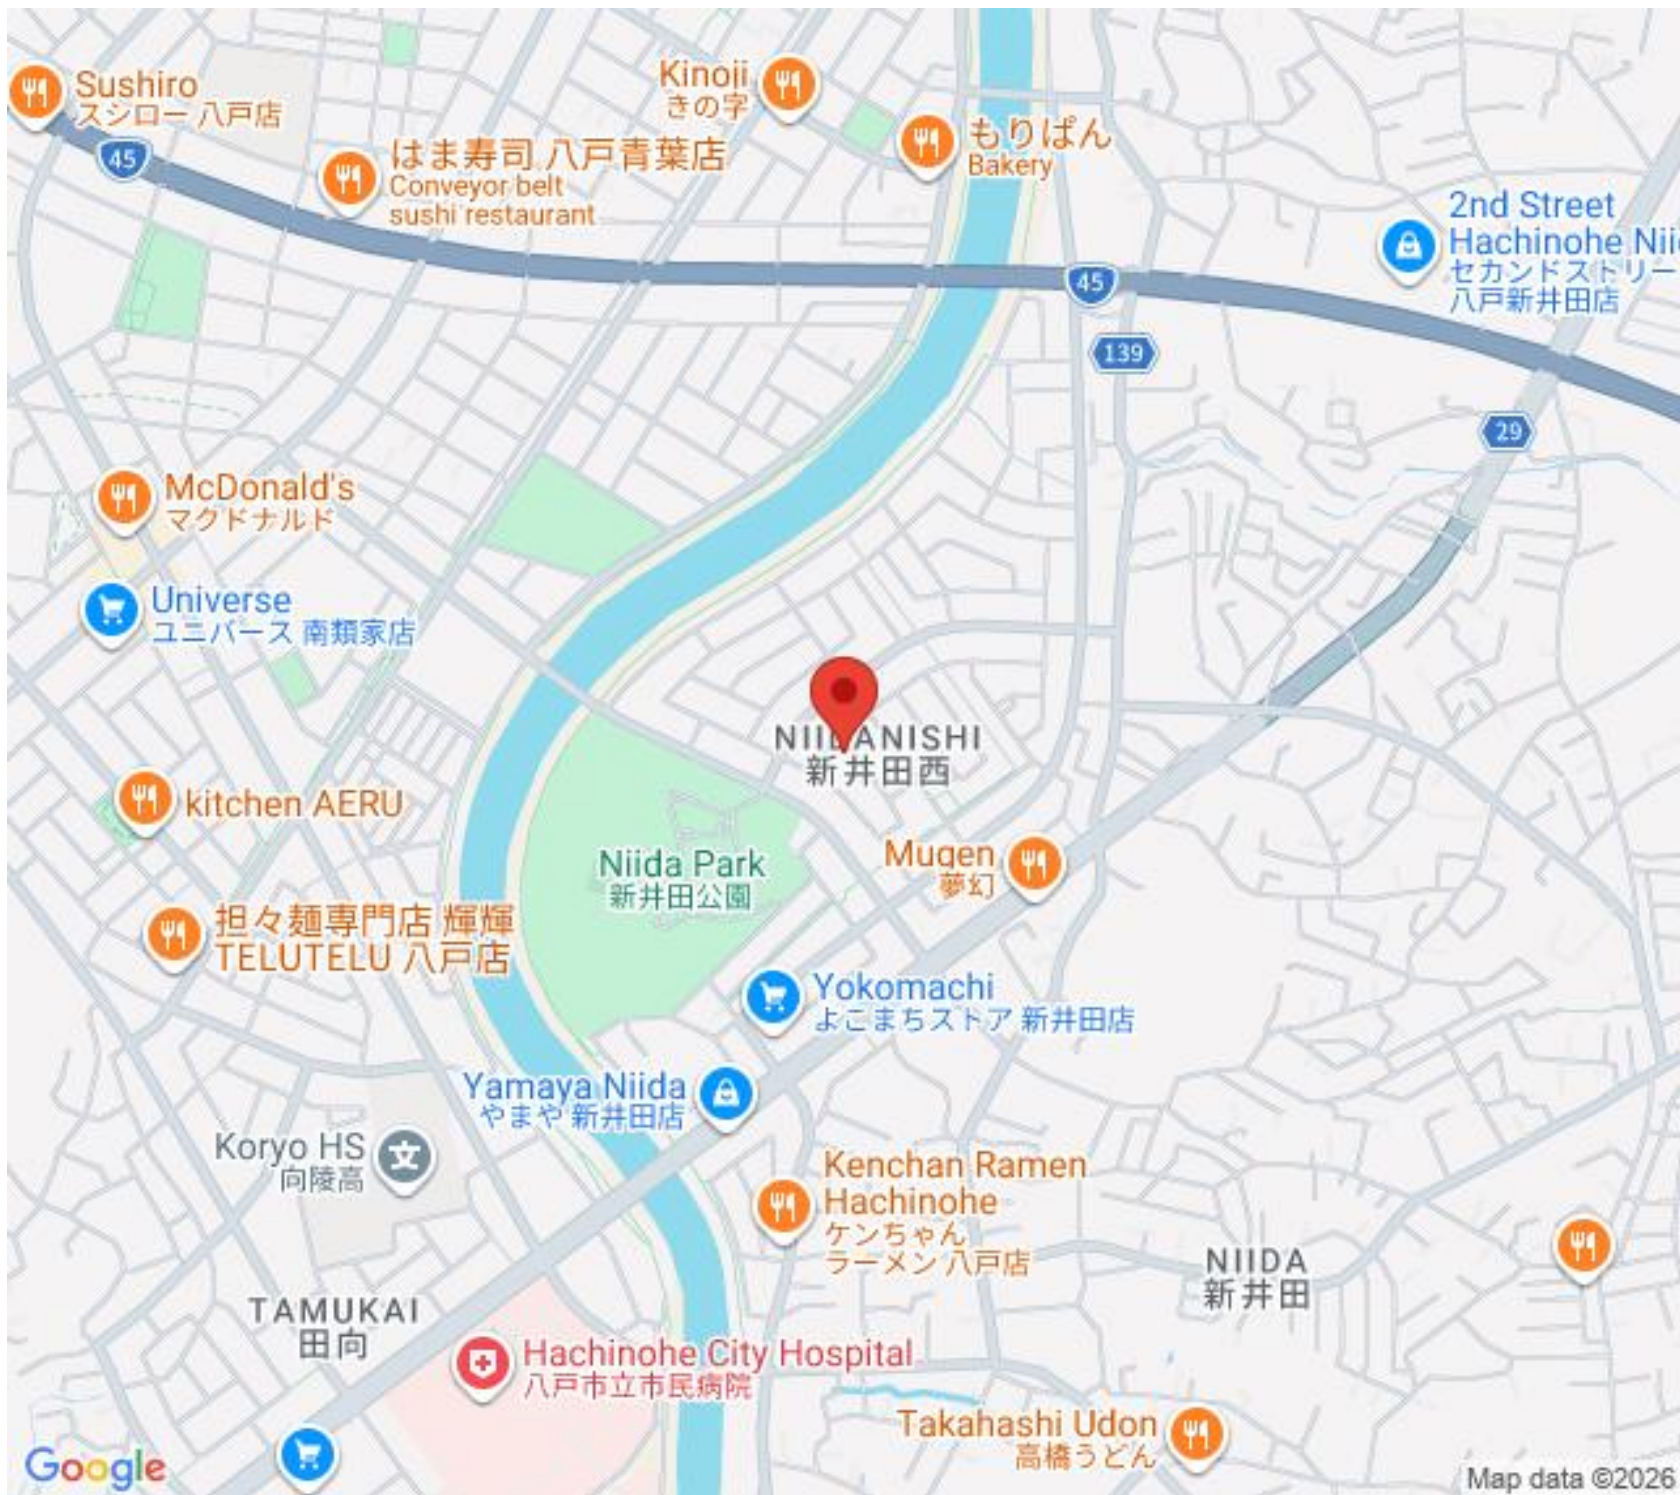 Sushiro
スシロー 八戸店
45
はま寿司 八戸青葉店
Conveyor belt
sushi restaurant
Kinoji
きの字
もりぱん
Bakery
2nd Street
Hachinohe Nii
セカンドストリー
八戸新井田店
45
139
29
McDonald's
マクドナルド
Universe
ユニバース 南類家店
NIIDANISHI
新井田西
kitchen AERU
Niida Park
新井田公園
Mugen
夢幻
担々麺専門店 輝輝
TELUTELU 八戸店
Yokomachi
よこまちストア 新井田店
Yamaya Niida
やまや 新井田店
Koryo HS
向陵高
文
Kenchan Ramen
Hachinohe
ケンちゃん
ラーメン 八戸店
NIIDA
新井田
TAMUKAI
田向
Hachinohe City Hospital
八戸市立市民病院
Takahashi Udon
高橋うどん
Google
Map data ©2026